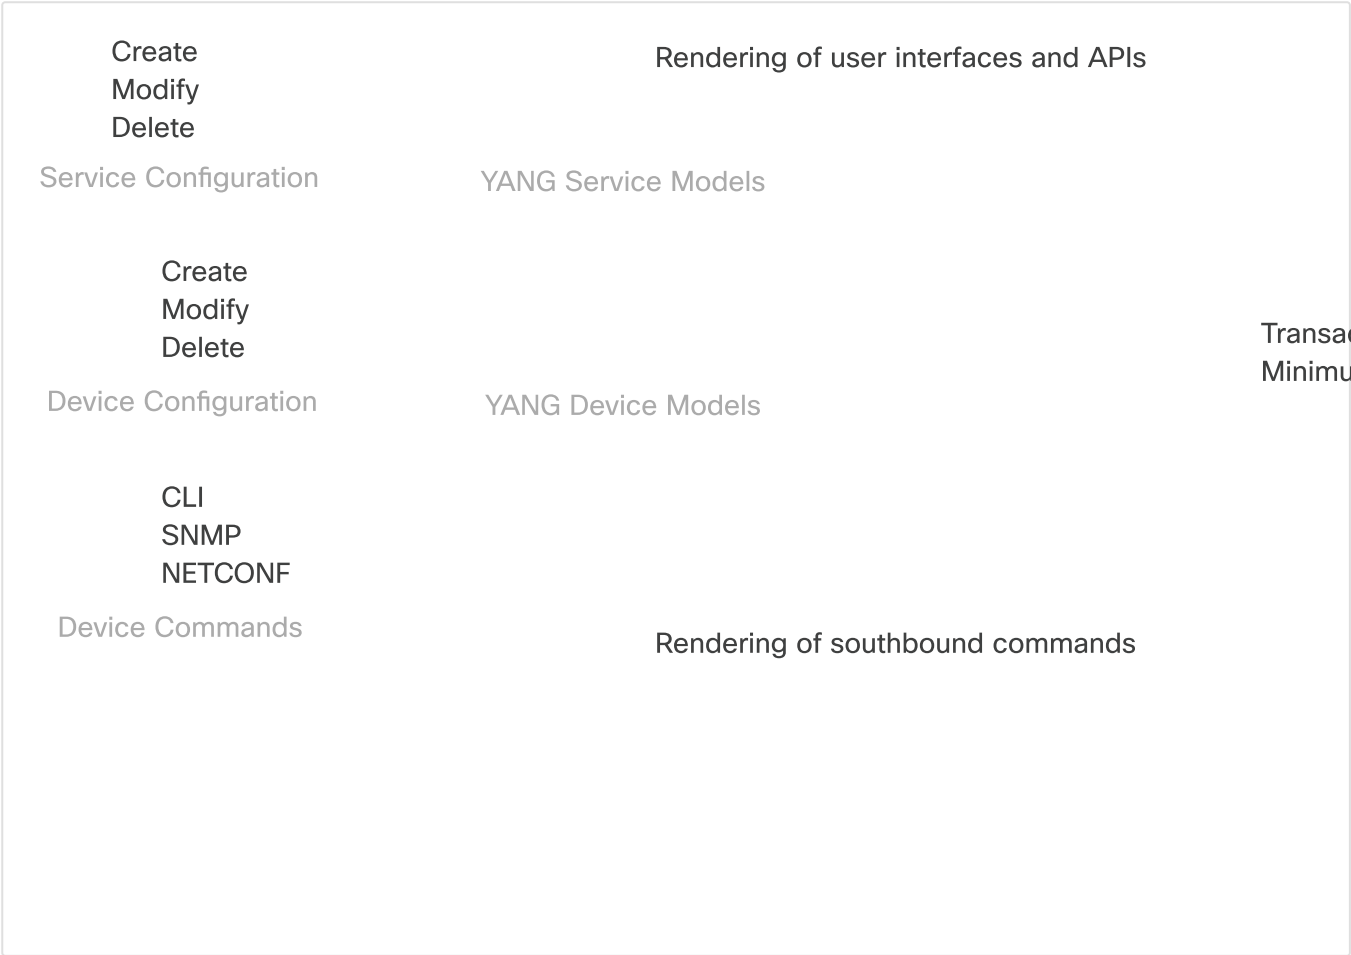 Create
Modify
Delete
Rendering of user interfaces and APIs
Service Configuration
YANG Service Models
Create
Modify
Delete
Device Configuration
YANG Device Models
CLI
SNMP
NETCONF
Device Commands
Rendering of southbound commands